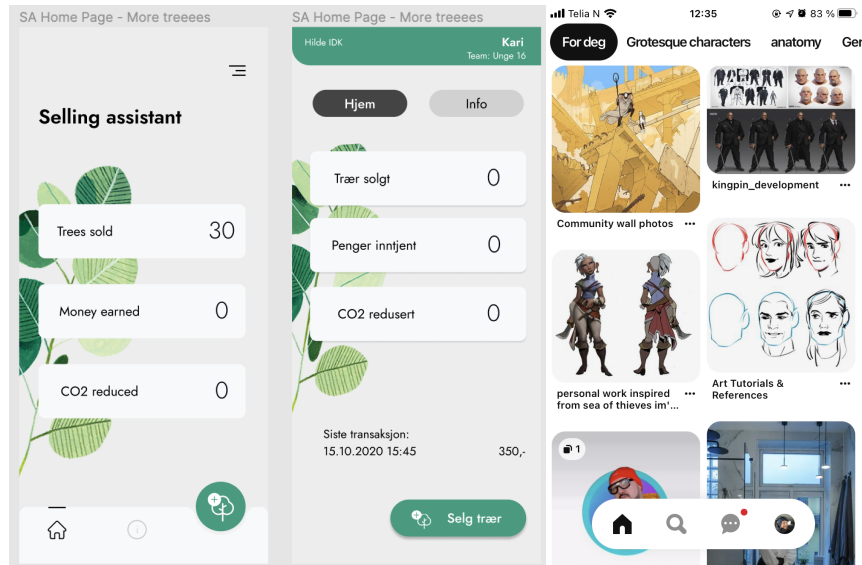 SA Home Page - More treeees
Selling assistant
Trees sold
30
Money earned
0
CO2 reduced
0
SA Home Page - More treeees
Hilde IDK
Kari
Team: Unge 16
Hjem
Info
Trær solgt
0
Penger inntjent
0
CO2 redusert
0
Siste transaksjon:
15.10.2020 15:45
350,-
Selg trær
Telia N
12:35
83 %
For deg
Grotesque characters
anatomy
Ger
Community wall photos
kingpin_development
personal work inspired
from sea of thieves im'...
Art Tutorials &
References
1